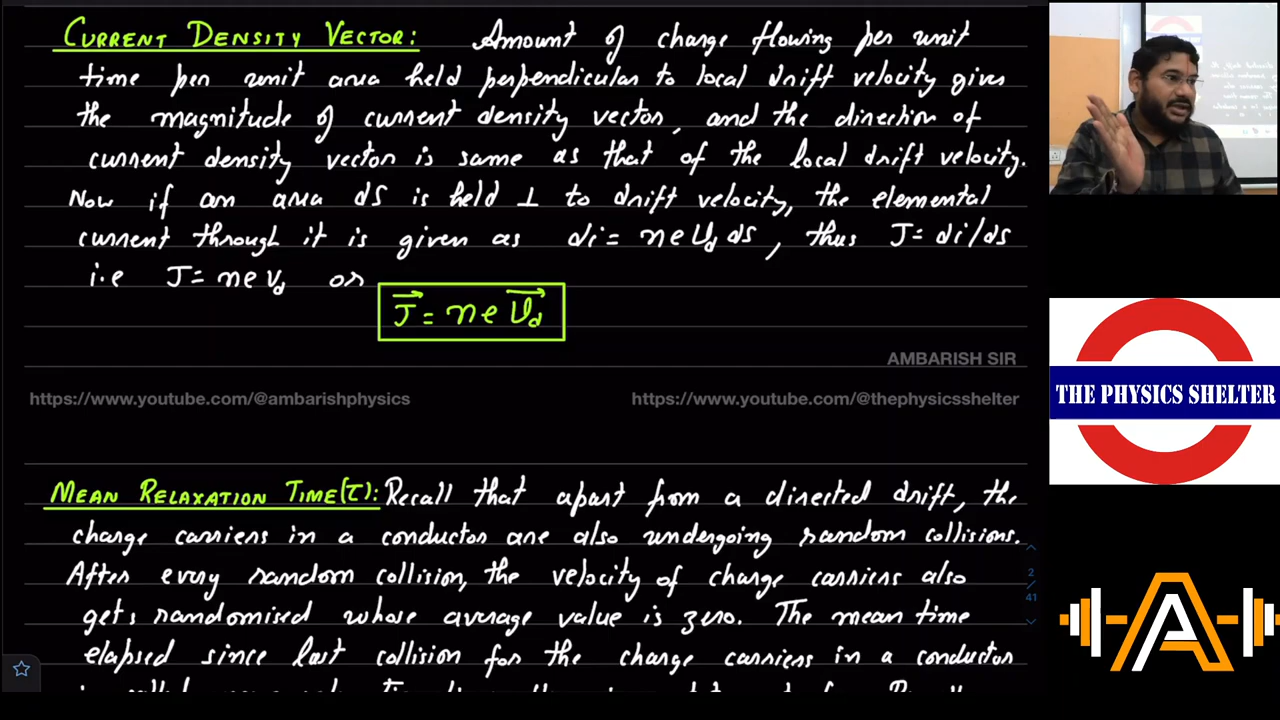 CURRENT DENSITY VECTOR: Amount of charge flowing per unit
time per unit area held perpendicular to local drift velocity gives
the magnitude of current density vector, and the direction of
current density vector is same as that of the local drift velocity.
Now if an area dS is held ⊥ to drift velocity, the elemental
current through it is given as di = neVd ds, thus J = di/ds
i.e J = neVd or
J⃗ = neV⃗d
AMBARISH SIR
https://www.youtube.com/@ambarishphysics https://www.youtube.com/@thephysicsshelter
MEAN RELAXATION TIME(τ): Recall that apart from a directed drift, the
charge carriers in a conductor are also undergoing random collisions.
After every random collision, the velocity of charge carriers also
gets randomised whose average value is zero. The mean time
elapsed since last collision for the charge carriers in a conductor
2
/
41
THE PHYSICS SHELTER
A